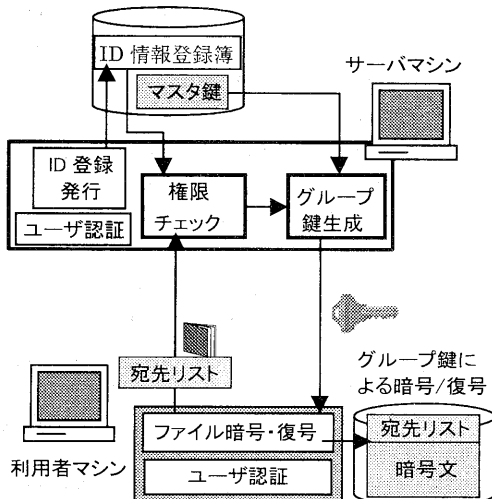 ID 情報登録簿
マスタ鍵
サーバマシン
ID 登録
発行
ユーザ認証
権限
チェック
グループ
鍵生成
宛先リスト
グループ鍵に
よる暗号/復号
利用者マシン
ファイル暗号・復号
ユーザ認証
宛先リスト
暗号文